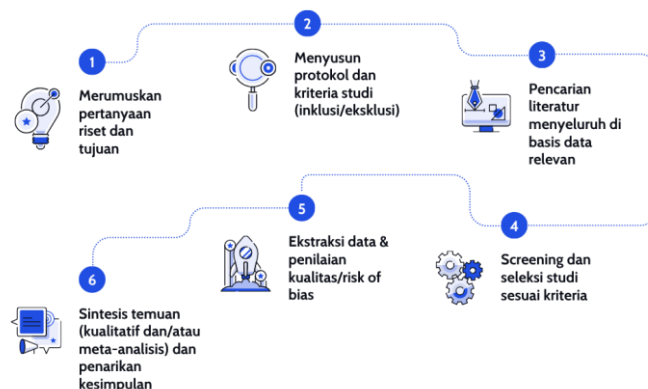 1
Merumuskan
pertanyaan
riset dan
tujuan
2
Menyusun
protokol dan
kriteria studi
(inklusi/eksklusi)
3
Pencarian
literatur
menyeluruh di
basis data
relevan
4
Screening dan
seleksi studi
sesuai kriteria
5
Ekstraksi data &
penilaian
kualitas/risk of
bias
6
Sintesis temuan
(kualitatif dan/atau
meta-analisis) dan
penarikan
kesimpulan